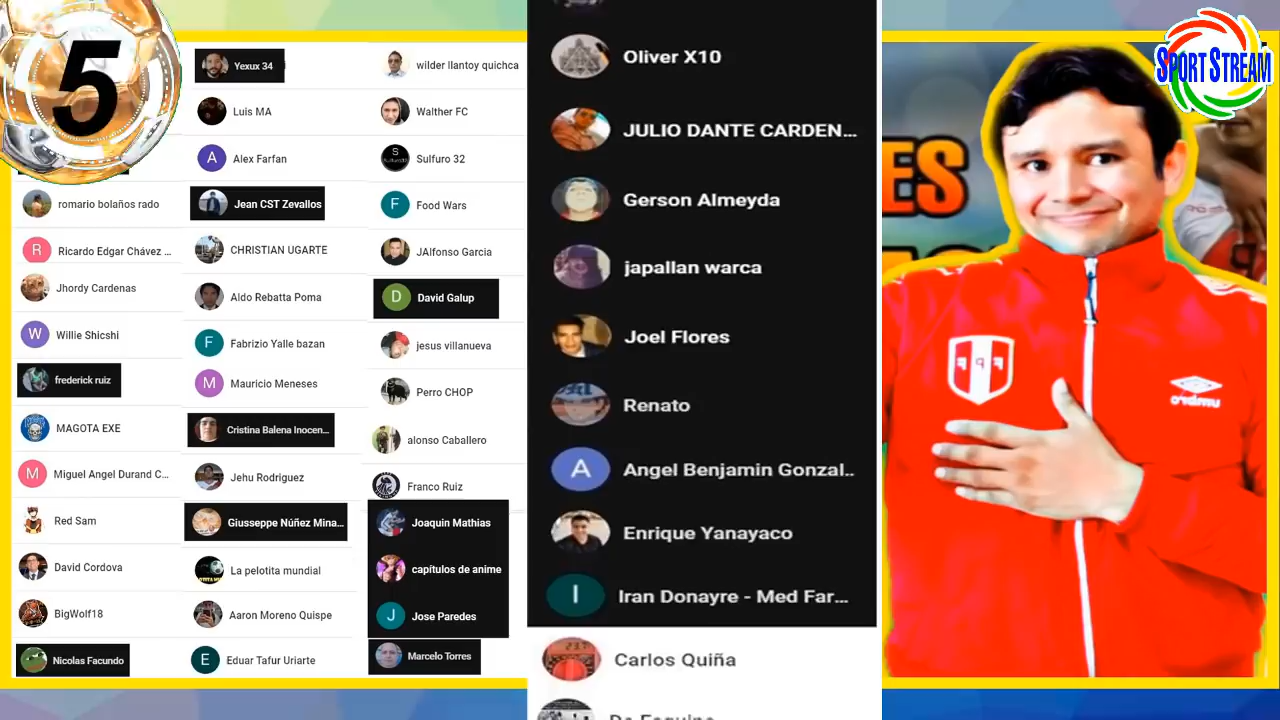 5
romario bolaños rado
Ricardo Edgar Chávez ...
Jhordy Cardenas
Willie Shicshi
frederick ruiz
MAGOTA EXE
Miguel Angel Durand C...
Red Sam
David Cordova
BigWolf18
Nicolas Facundo
Yexux 34
Luis MA
Alex Farfan
Jean CST Zevallos
CHRISTIAN UGARTE
Aldo Rebatta Poma
Fabrizio Yalle bazan
Mauricio Meneses
Cristina Balena Inocen...
Jehu Rodriguez
Giusseppe Núñez Mina...
La pelotita mundial
Aaron Moreno Quispe
Eduar Tafur Uriarte
wilder llantoy quichca
Walther FC
Sulfuro 32
Food Wars
JAlfonso Garcia
David Galup
jesus villanueva
Perro CHOP
alonso Caballero
Franco Ruiz
Joaquin Mathias
capítulos de anime
Jose Paredes
Marcelo Torres
Oliver X10
JULIO DANTE CARDEN...
Gerson Almeyda
japallan warca
Joel Flores
Renato
Angel Benjamin Gonzal..
Enrique Yanayaco
Iran Donayre - Med Far...
Carlos Quiña
SPORT STREAM
ES
FPF
umbro
R
W
M
A
F
M
E
S
F
D
J
A
I